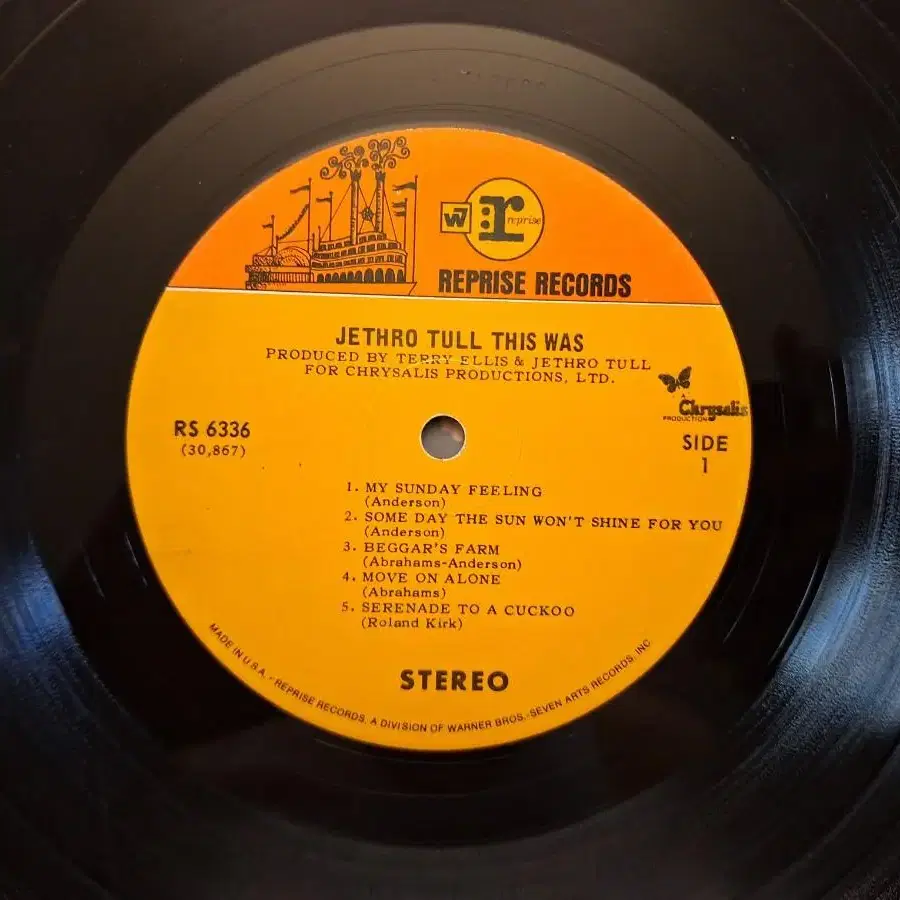 W7 r: reprise
REPRISE RECORDS
JETHRO TULL THIS WAS
PRODUCED BY TERRY ELLIS & JETHRO TULL
FOR CHRYSALIS PRODUCTIONS, LTD.
A
Chrysalis
PRODUCTION
RS 6336
(30,867)
SIDE
1
1. MY SUNDAY FEELING
(Anderson)
2. SOME DAY THE SUN WON'T SHINE FOR YOU
(Anderson)
3. BEGGAR'S FARM
(Abrahams-Anderson)
4. MOVE ON ALONE
(Abrahams)
5. SERENADE TO A CUCKOO
(Roland Kirk)
STEREO
MADE IN U.S.A. - REPRISE RECORDS, A DIVISION OF WARNER BROS.-SEVEN ARTS RECORDS, INC